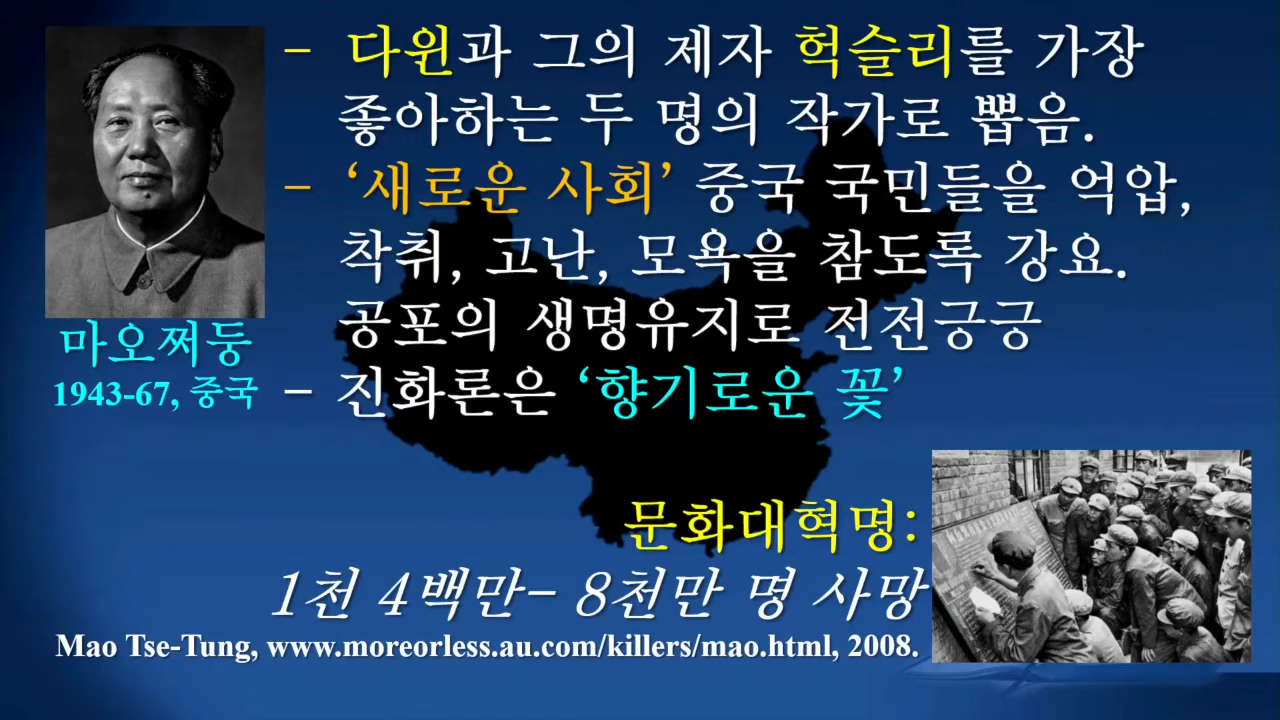 - 다윈과 그의 제자 헉슬리를 가장
좋아하는 두 명의 작가로 뽑음.
- ‘새로운 사회’ 중국 국민들을 억압,
착취, 고난, 모욕을 참도록 강요.
공포의 생명유지로 전전긍긍
- 진화론은 ‘향기로운 꽃’
마오쩌둥
1943-67, 중국
문화대혁명:
1천 4백만- 8천만 명 사망
Mao Tse-Tung, www.moreorless.au.com/killers/mao.html, 2008.